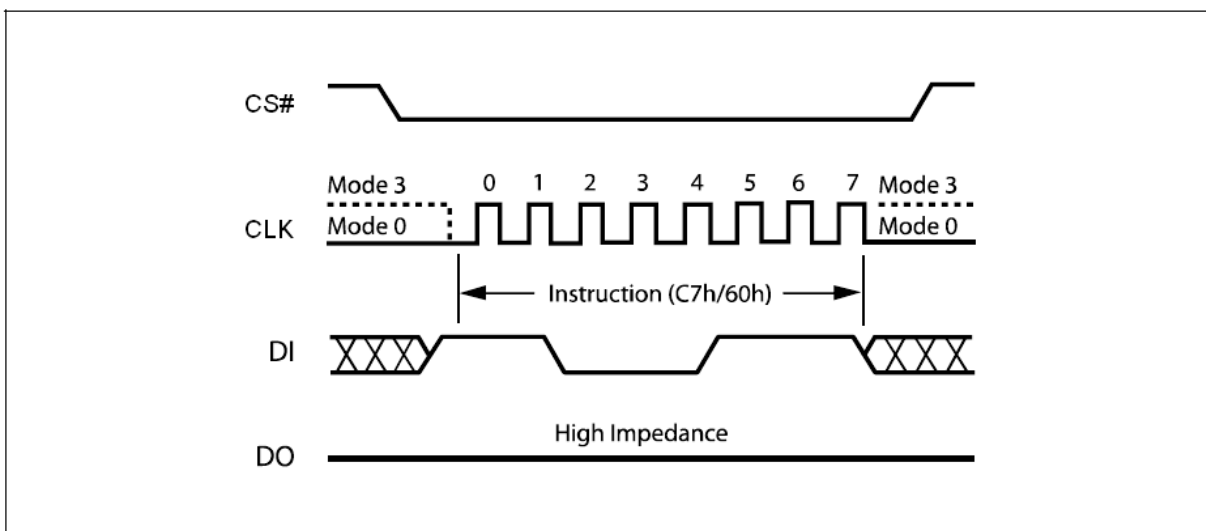 CS#
Mode 3
0 1 2 3 4 5 6 7
Mode 3
CLK
Mode 0
Mode 0
Instruction (C7h/60h)
DI
High Impedance
DO